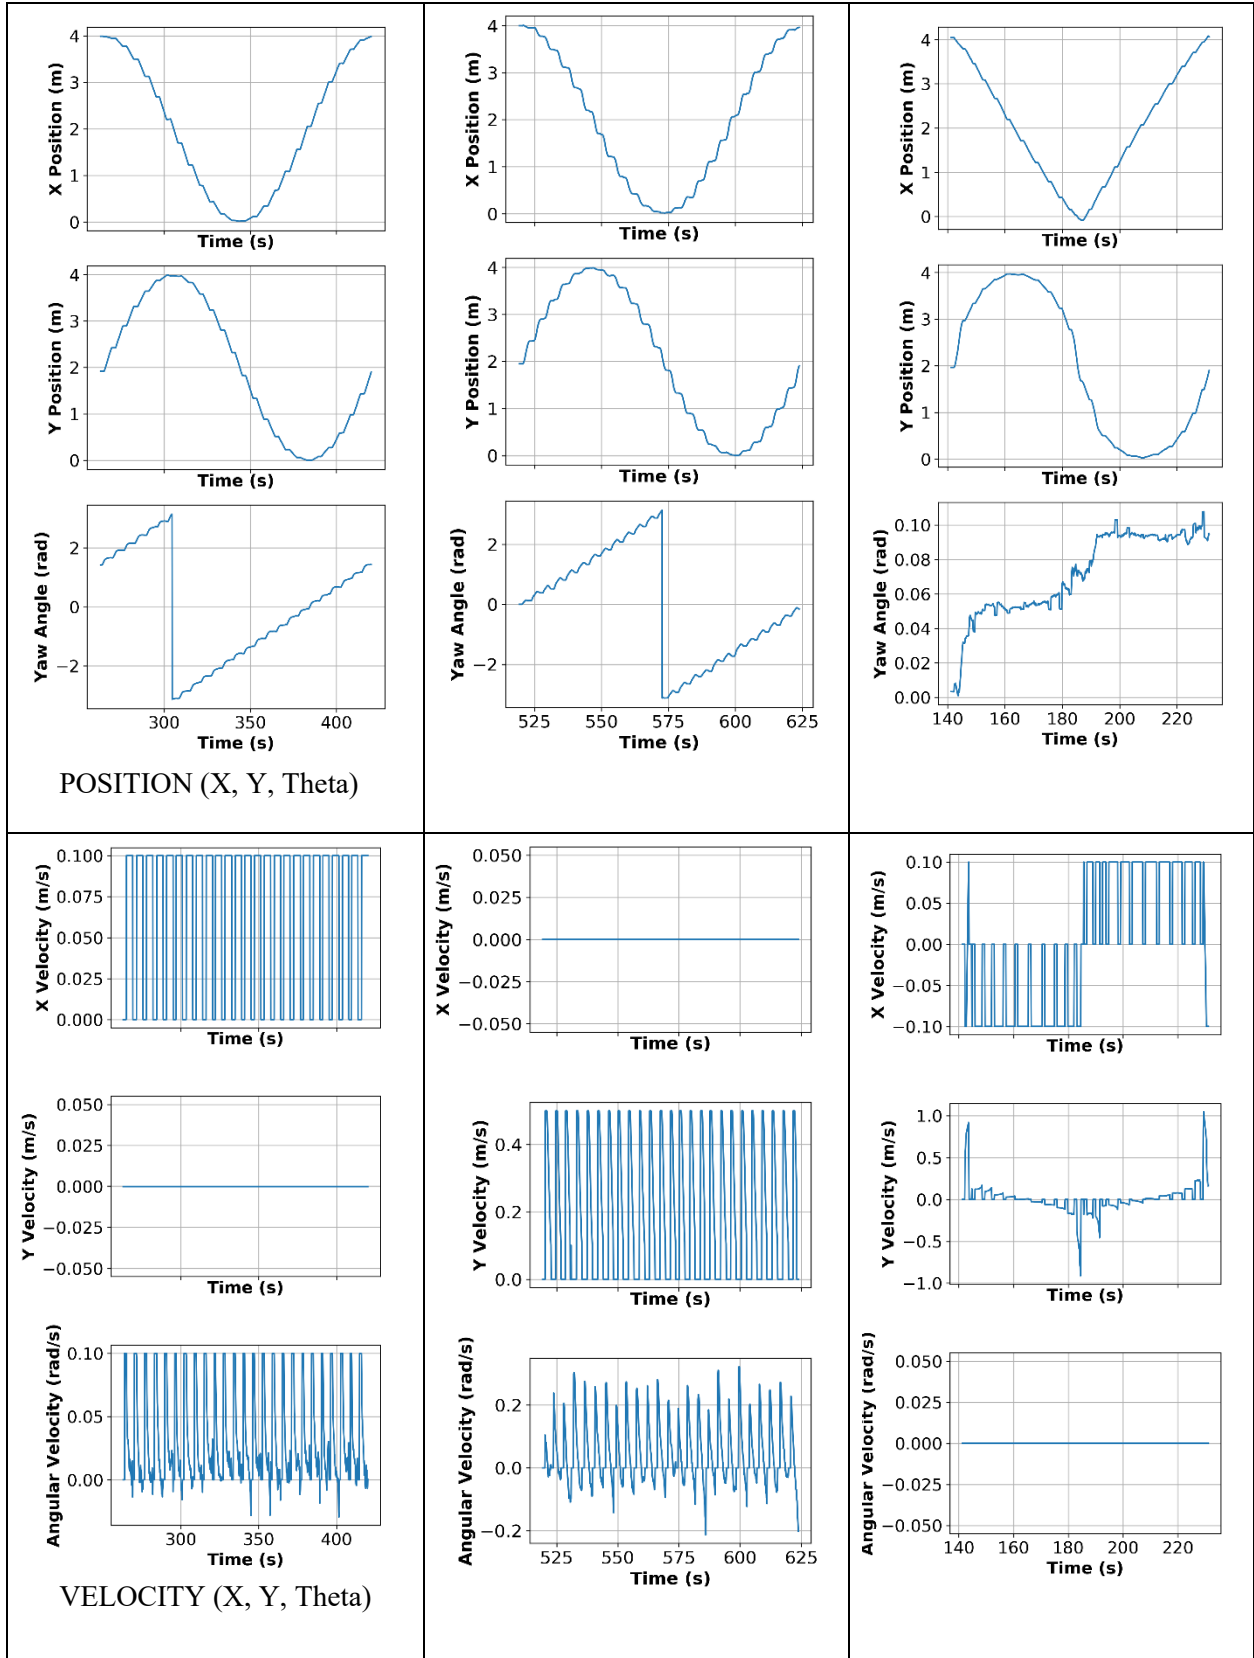 4
3
2
1
0
X Position (m)
Time (s)
4
3
2
1
0
Y Position (m)
Time (s)
2
0
−2
Yaw Angle (rad)
300 400
Time (s)
POSITION (X, Y, Theta)
4
3
2
1
0
X Position (m)
Time (s)
4
3
2
1
0
Y Position (m)
Time (s)
2
0
−2
Yaw Angle (rad)
525 550 575 600 625
Time (s)
4
3
2
1
0
X Position (m)
Time (s)
4
3
2
1
0
Y Position (m)
Time (s)
0.10
0.08
0.06
0.04
0.02
0.00
Yaw Angle (rad)
140 160 180 200 220
Time (s)
0.100
0.075
0.050
0.025
0.000
X Velocity (m/s)
Time (s)
0.050
0.025
0.000
−0.025
−0.050
Y Velocity (m/s)
Time (s)
0.10
0.05
0.00
Angular Velocity (rad/s)
300 400
Time (s)
VELOCITY (X, Y, Theta)
0.050
0.025
0.000
−0.025
−0.050
X Velocity (m/s)
Time (s)
0.4
0.2
0.0
Y Velocity (m/s)
Time (s)
0.2
0.0
−0.2
Angular Velocity (rad/s)
525 550 575 600 625
Time (s)
0.10
0.05
0.00
−0.05
−0.10
X Velocity (m/s)
Time (s)
1.0
0.5
0.0
−0.5
−1.0
Y Velocity (m/s)
Time (s)
0.050
0.025
0.000
−0.025
−0.050
Angular Velocity (rad/s)
140 160 180 200 220
Time (s)